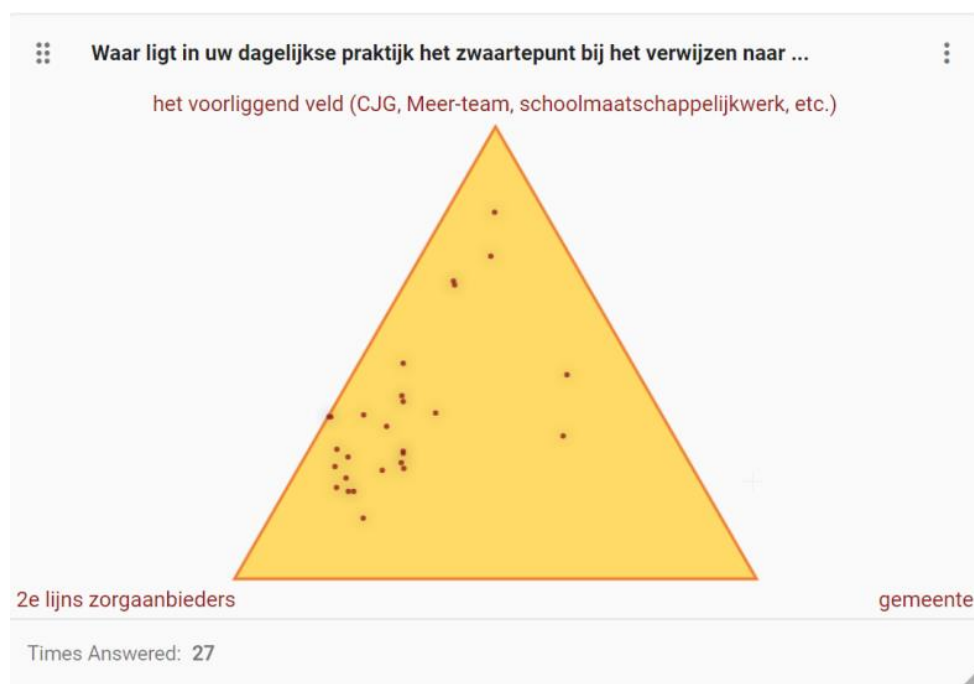 Waar ligt in uw dagelijkse praktijk het zwaartepunt bij het verwijzen naar ...
het voorliggend veld (CJG, Meer-team, schoolmaatschappelijkwerk, etc.)
2e lijns zorgaanbieders
gemeente
Times Answered: 27